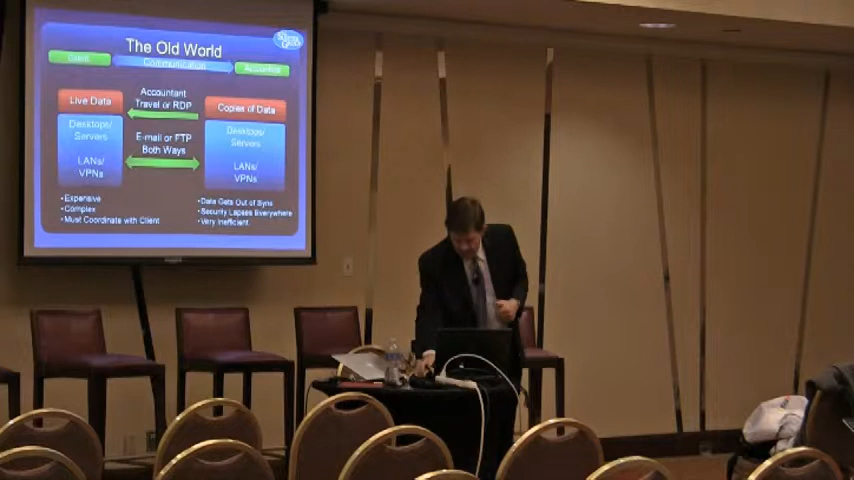 The Old World
Client
Communication
Accountant
Live Data
Accountant
Travel or RDP
Copies of Data
Desktops/
Servers
LANs/
VPNs
E-mail or FTP
Both Ways
Desktops/
Servers
LANs/
VPNs
• Expensive
• Complex
• Must Coordinate with Client
• Data Gets Out of Sync
• Security Lapses Everywhere
• Very Inefficient